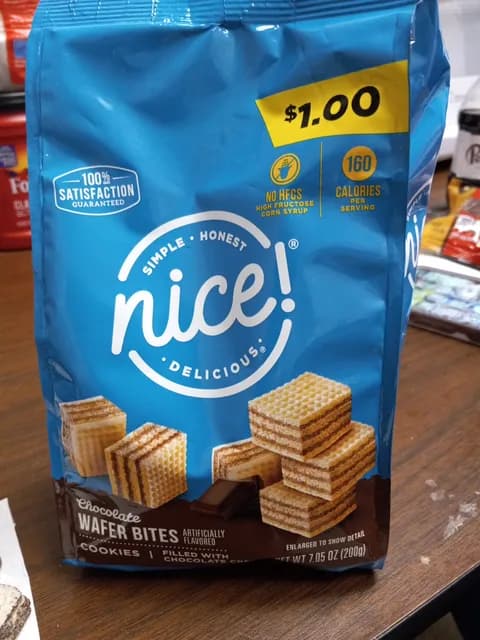 $1.00
100%
SATISFACTION
GUARANTEED
NO HFCS
HIGH FRUCTOSE
CORN SYRUP
160
CALORIES
PER
SERVING
SIMPLE • HONEST
nice!®
• DELICIOUS®
Chocolate
WAFER BITES ARTIFICIALLY
FLAVORED
COOKIES | FILLED WITH
CHOCOLATE
ENLARGED TO SHOW DETAIL
NET WT 7.05 OZ (200g)